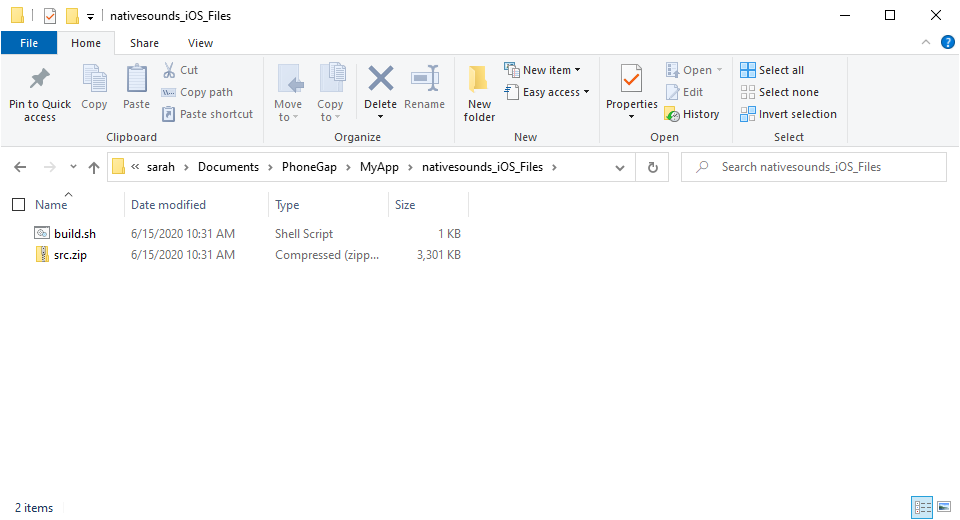 nativesounds_iOS_Files
File Home Share View
Pin to Quick access
Copy
Paste
Cut
Copy path
Paste shortcut
Clipboard
Move to
Copy to
Delete
Rename
Organize
New folder
New item
Easy access
New
Properties
Open
Edit
History
Open
Select all
Select none
Invert selection
Select
« sarah > Documents > PhoneGap > MyApp > nativesounds_iOS_Files >
Search nativesounds_iOS_Files
Name Date modified Type Size
build.sh 6/15/2020 10:31 AM Shell Script 1 KB
src.zip 6/15/2020 10:31 AM Compressed (zipp... 3,301 KB
2 items